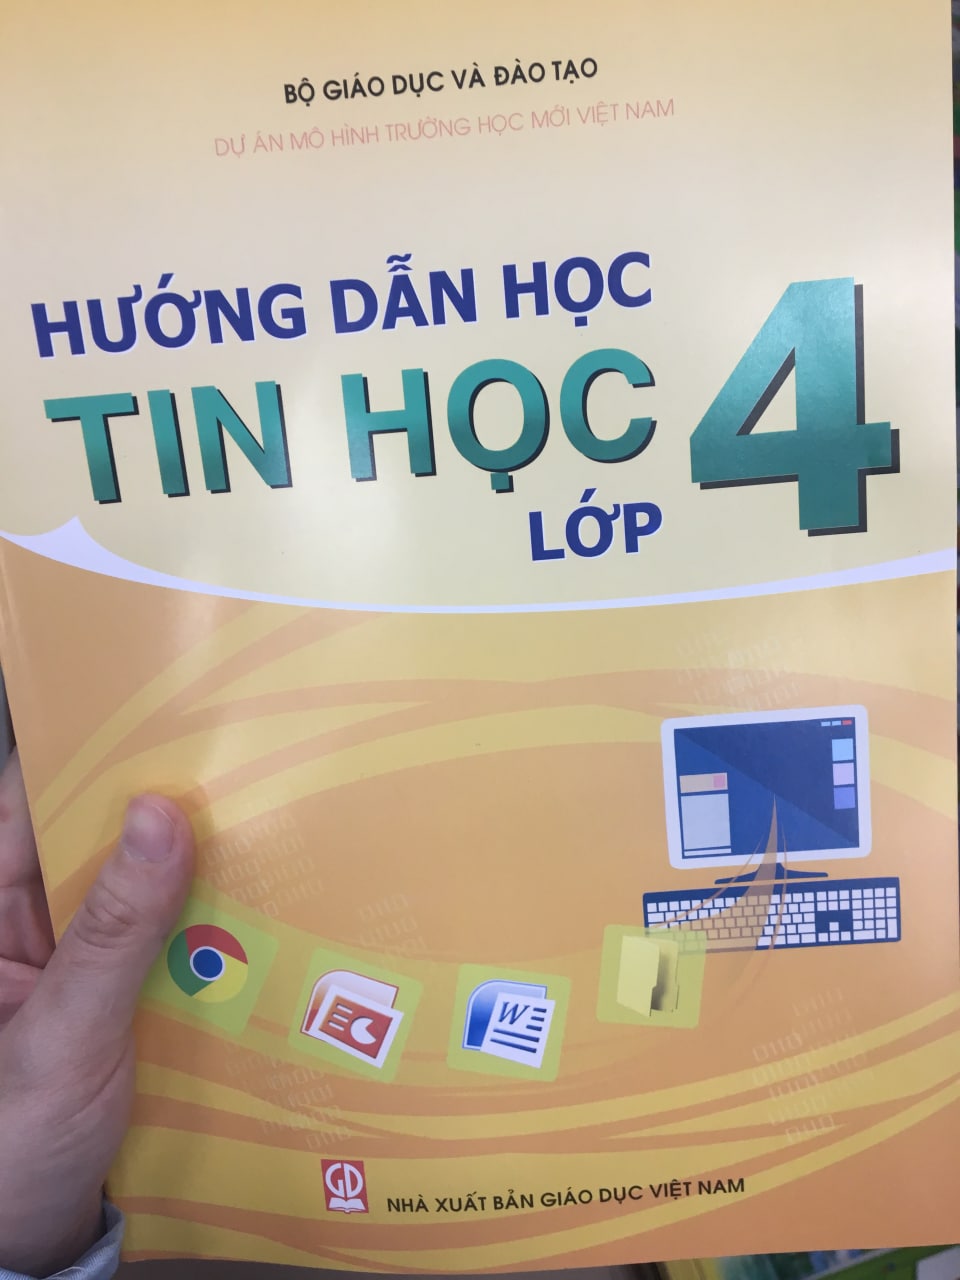 BỘ GIÁO DỤC VÀ ĐÀO TẠO
DỰ ÁN MÔ HÌNH TRƯỜNG HỌC MỚI VIỆT NAM
HƯỚNG DẪN HỌC
TIN HỌC 4
LỚP
W
GD
NHÀ XUẤT BẢN GIÁO DỤC VIỆT NAM